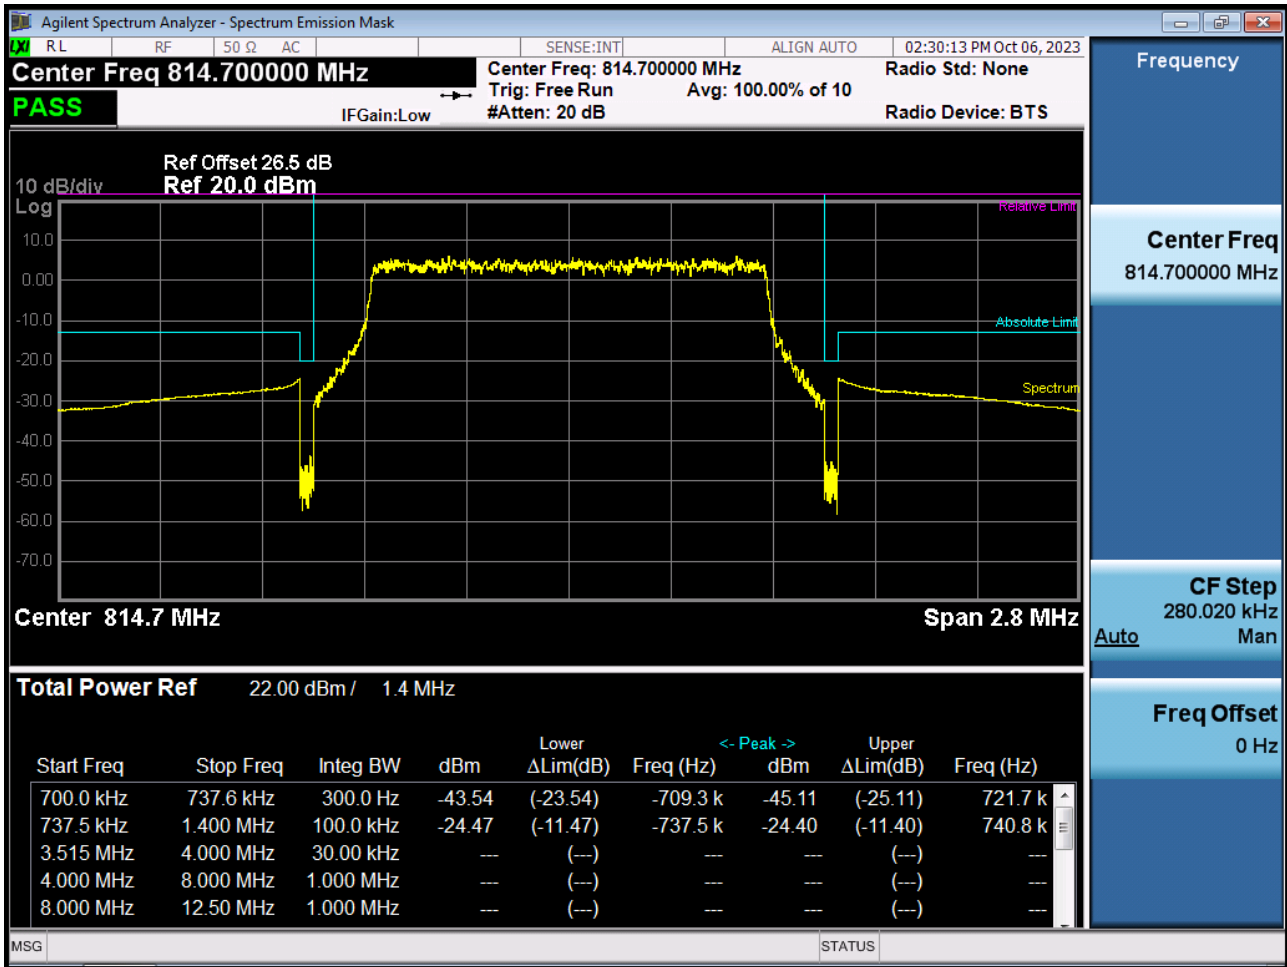 Agilent Spectrum Analyzer - Spectrum Emission Mask
LXI RL RF 50 Ω AC SENSE:INT ALIGN AUTO 02:30:13 PM Oct 06, 2023
Center Freq 814.700000 MHz
PASS
IFGain:Low
Center Freq: 814.700000 MHz
Trig: Free Run Avg: 100.00% of 10
#Atten: 20 dB
Radio Std: None
Radio Device: BTS
Ref Offset 26.5 dB
10 dB/div Ref 20.0 dBm
Log
Relative Limit
10.0
0.00
-10.0
Absolute Limit
-20.0
Spectrum
-30.0
-40.0
-50.0
-60.0
-70.0
Center 814.7 MHz Span 2.8 MHz
Total Power Ref 22.00 dBm / 1.4 MHz
Lower <- Peak -> Upper
Start Freq Stop Freq Integ BW dBm ΔLim(dB) Freq (Hz) dBm ΔLim(dB) Freq (Hz)
700.0 kHz 737.6 kHz 300.0 Hz -43.54 (-23.54) -709.3 k -45.11 (-25.11) 721.7 k
737.5 kHz 1.400 MHz 100.0 kHz -24.47 (-11.47) -737.5 k -24.40 (-11.40) 740.8 k
3.515 MHz 4.000 MHz 30.00 kHz --- (---) --- --- (---) ---
4.000 MHz 8.000 MHz 1.000 MHz --- (---) --- --- (---) ---
8.000 MHz 12.50 MHz 1.000 MHz --- (---) --- --- (---) ---
MSG STATUS
Frequency
Center Freq
814.700000 MHz
CF Step
280.020 kHz
Auto Man
Freq Offset
0 Hz